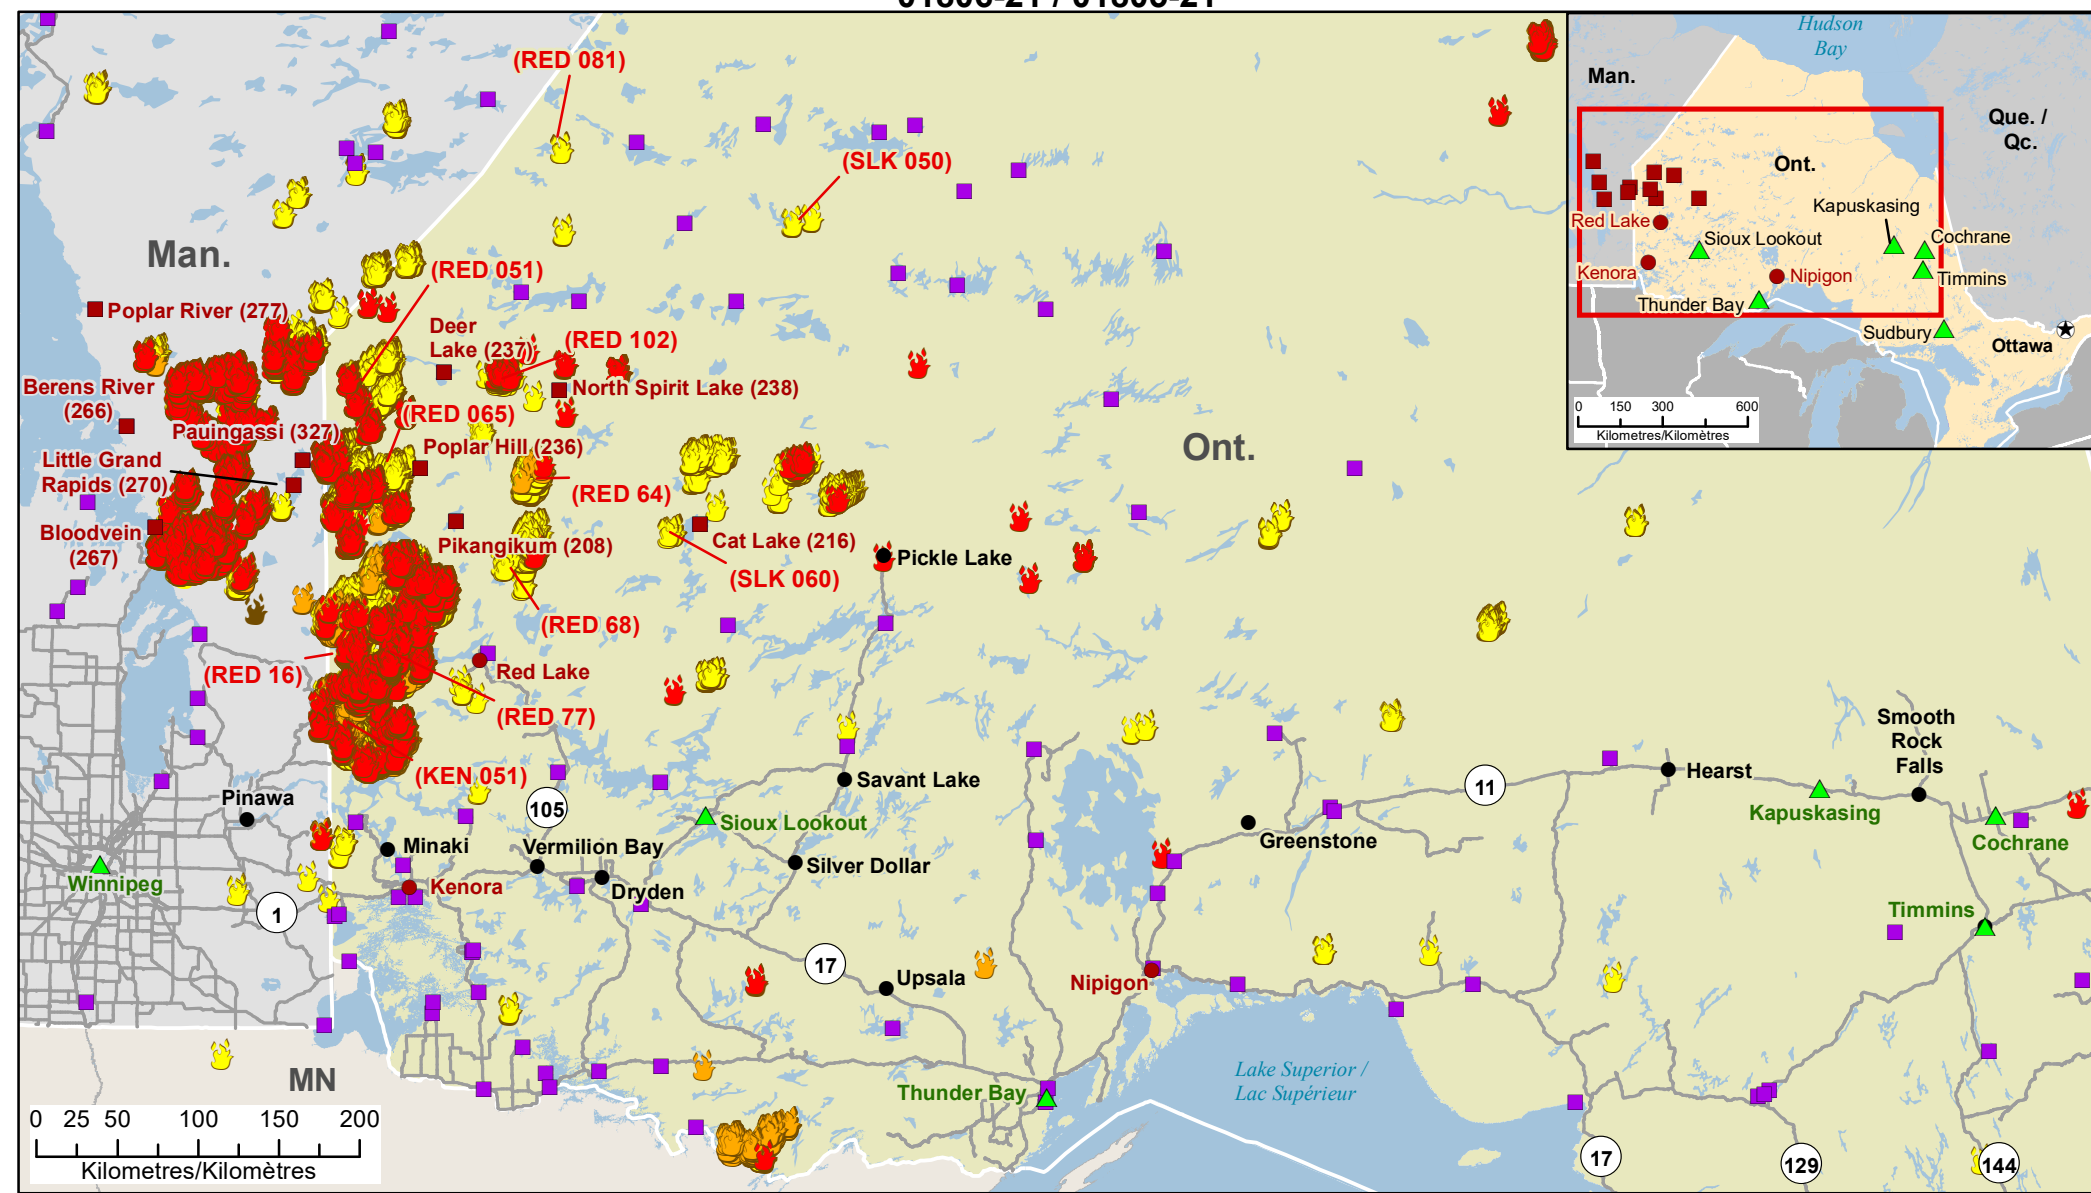 (RED 081)
(SLK 050)
Man.
(RED 051)
Poplar River (277)
Deer
Lake (237)
(RED 102)
Berens River
(266)
North Spirit Lake (238)
(RED 065)
Pauingassi (327)
Poplar Hill (236)
Ont.
Little Grand
Rapids (270)
(RED 64)
Bloodvein
(267)
Pikangikum (208)
Cat Lake (216)
(SLK 060)
Pickle Lake
(RED 68)
(RED 16)
Red Lake
(RED 77)
(KEN 051)
Pinawa
105
Savant Lake
Sioux Lookout
Minaki
Vermilion Bay
Silver Dollar
Winnipeg
Kenora
Dryden
1
17
Upsala
Nipigon
Greenstone
11
Hearst
Smooth
Rock
Falls
Kapuskasing
Cochrane
Timmins
MN
Thunder Bay
Lake Superior /
Lac Supérieur
17
129
144
0 25 50 100 150 200
Kilometres/Kilomètres
Hudson
Bay
Man.
Que. /
Qc.
Ont.
Kapuskasing
Red Lake
Sioux Lookout
Cochrane
Kenora
Nipigon
Timmins
Thunder Bay
Sudbury
Ottawa
0 150 300 600
Kilometres/Kilomètres